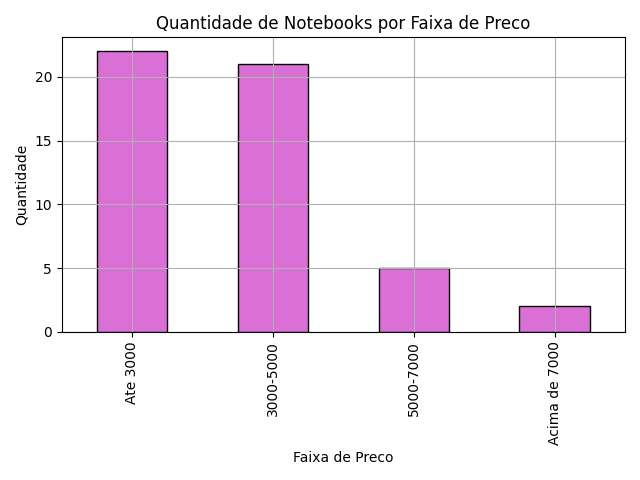 Quantidade de Notebooks por Faixa de Preco
Quantidade
20
15
10
5
0
Ate 3000
3000-5000
5000-7000
Acima de 7000
Faixa de Preco